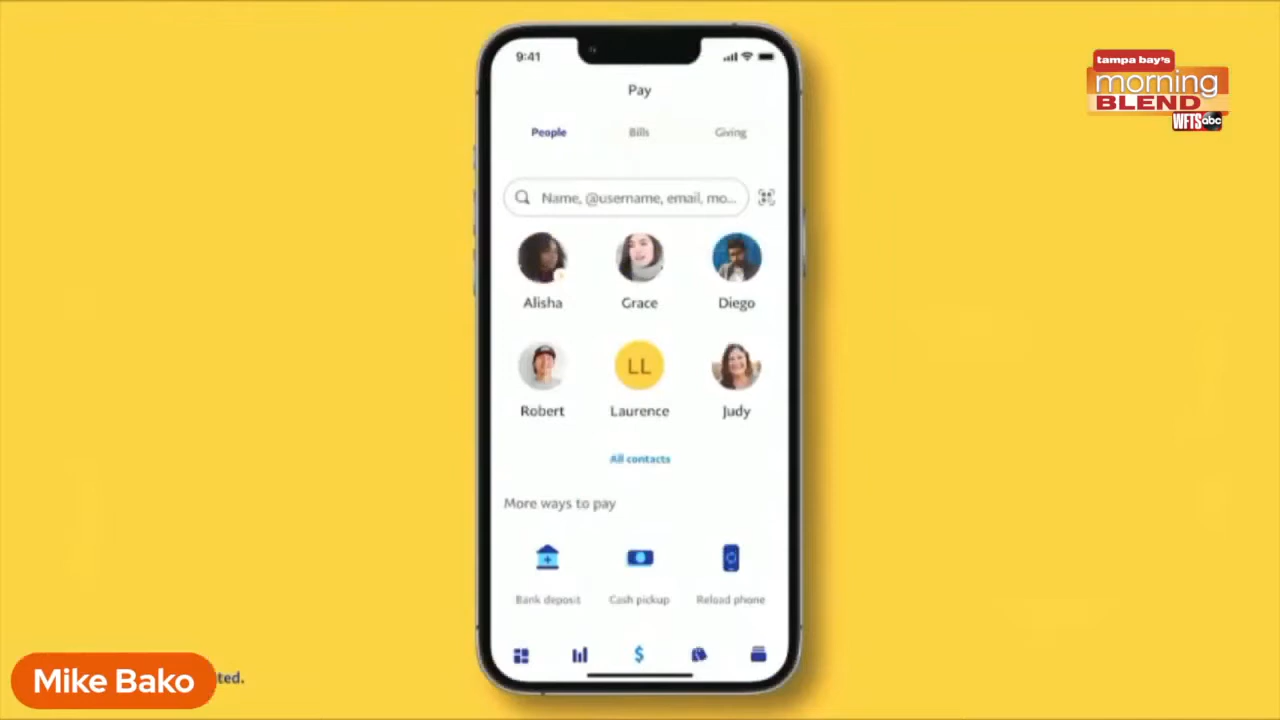 9:41
Pay
People
Bills
Giving
Name, @username, email, mo...
Alisha
Grace
Diego
LL
Robert
Laurence
Judy
All contacts
More ways to pay
Bank deposit
Cash pickup
Reload phone
$
tampa bay's
morning
BLEND
WFTS abc
Mike Bako
ted.